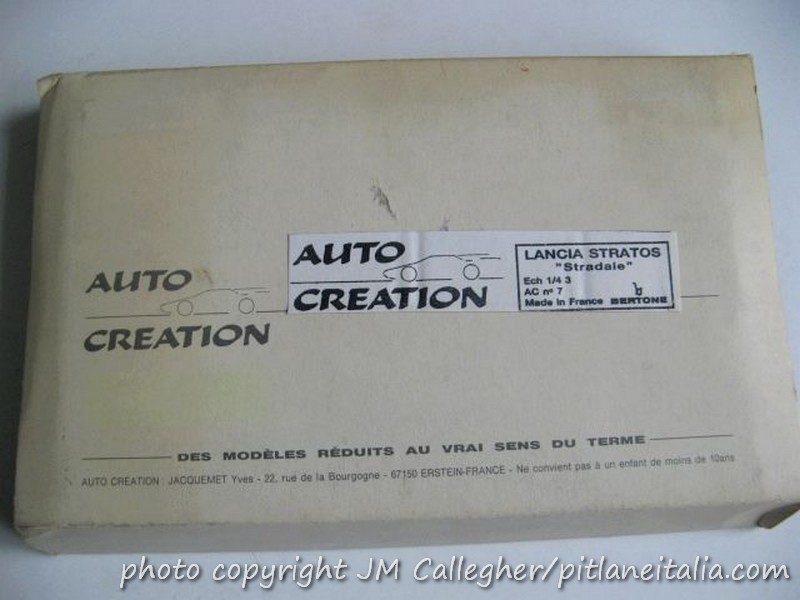 AUTO
CREATION
AUTO
CREATION
LANCIA STRATOS
"Stradale"
Ech 1/4 3
AC nº 7
Made in France BERTONE
DES MODÈLES RÉDUITS AU VRAI SENS DU TERME
AUTO CREATION : JACQUEMET Yves - 22, rue de la Bourgogne - 67150 ERSTEIN-FRANCE - Ne convient pas à un enfant de moins de 10ans
photo copyright JM Callegher/pitlaneitalia.com